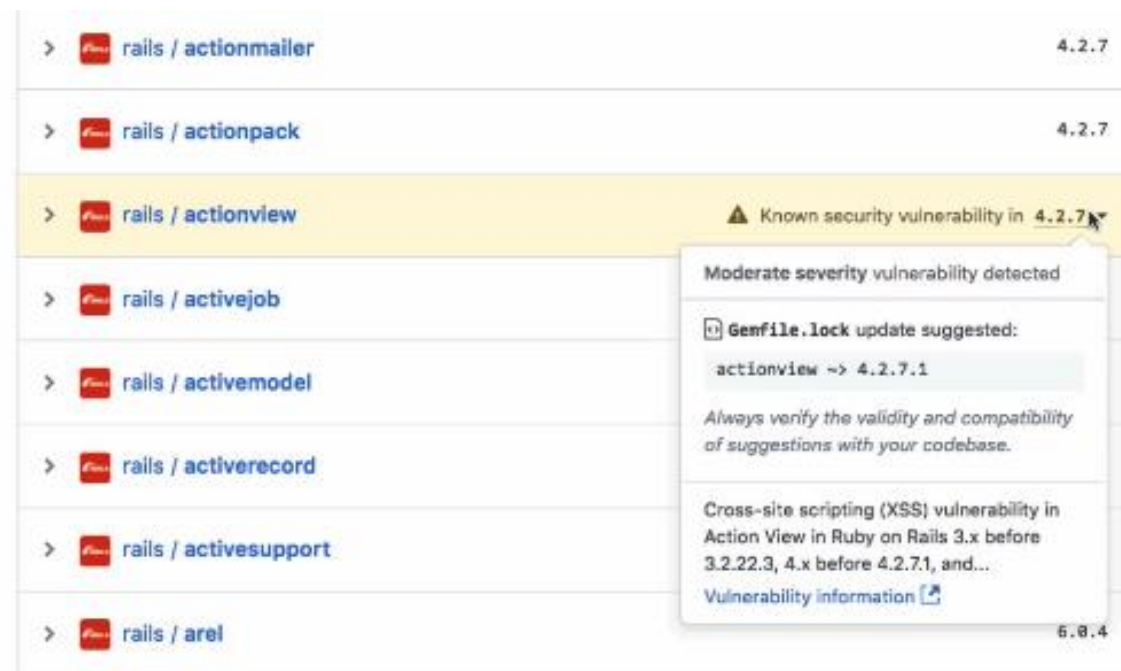 rails / actionmailer 4.2.7
rails / actionpack 4.2.7
rails / actionview Known security vulnerability in 4.2.7
Moderate severity vulnerability detected
rails / activejob
Gemfile.lock update suggested:
actionview ~> 4.2.7.1
rails / activemodel
Always verify the validity and compatibility
of suggestions with your codebase.
rails / activerecord
Cross-site scripting (XSS) vulnerability in
Action View in Ruby on Rails 3.x before
3.2.22.3, 4.x before 4.2.7.1, and...
rails / activesupport
Vulnerability information
rails / arel 6.0.4